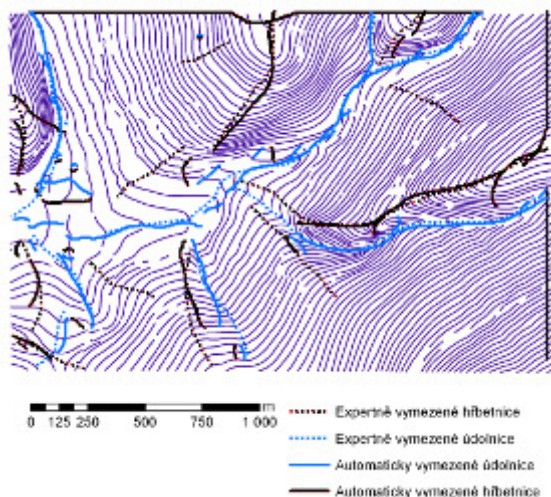 0 125 250 500 750 1 000 m
Expertně vymezené hřbetnice
Expertně vymezené údolnice
Automaticky vymezené údolnice
Automaticky vymezené hřbetnice